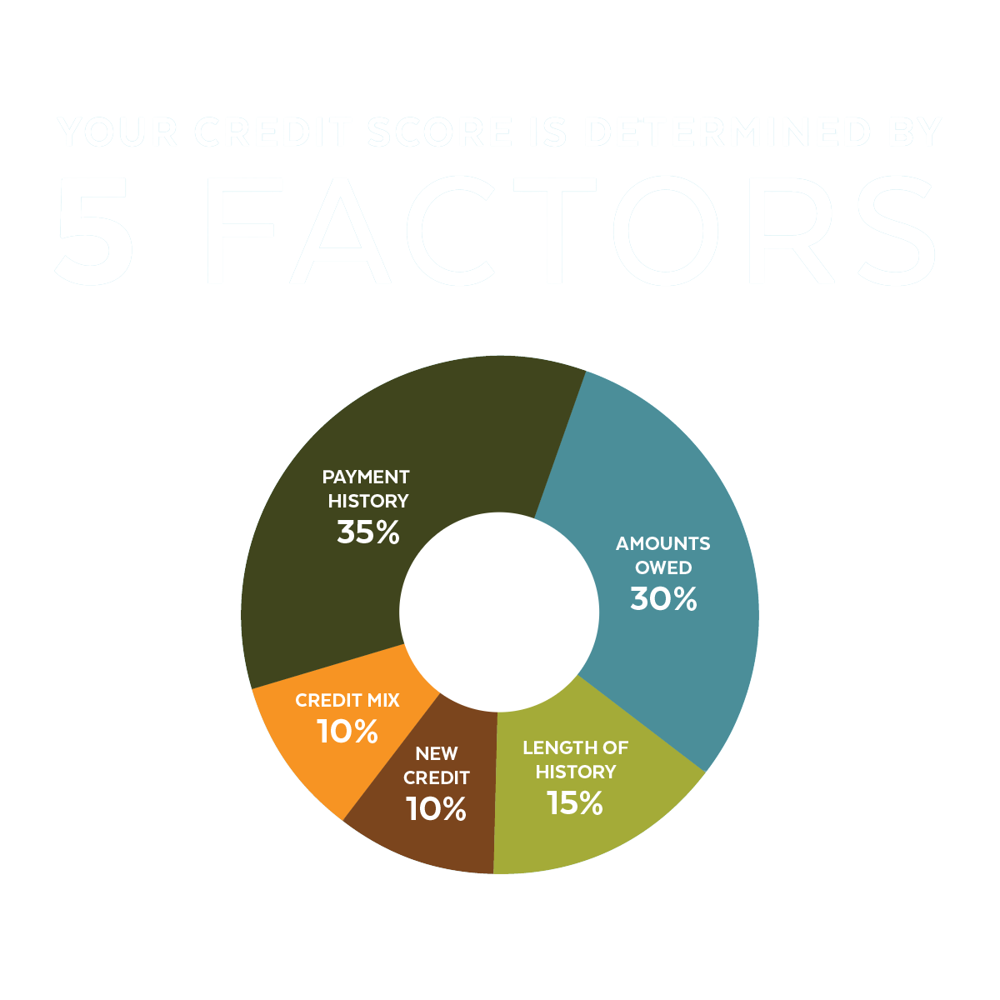 YOUR CREDIT SCORE IS DETERMINED BY
5 FACTORS
PAYMENT
HISTORY
35%
AMOUNTS
OWED
30%
CREDIT MIX
10%
NEW
CREDIT
10%
LENGTH OF
HISTORY
15%